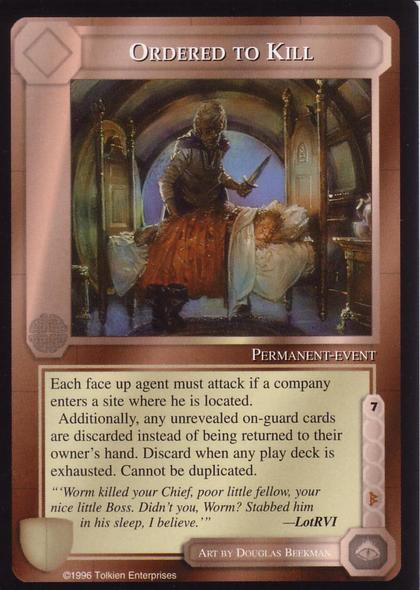 ORDERED TO KILL
PERMANENT-EVENT
Each face up agent must attack if a company
enters a site where he is located.
Additionally, any unrevealed on-guard cards
are discarded instead of being returned to their
owner's hand. Discard when any play deck is
exhausted. Cannot be duplicated.
"'Worm killed your Chief, poor little fellow, your
nice little Boss. Didn't you, Worm? Stabbed him
in his sleep, I believe.'" —LotRVI
7
ART BY DOUGLAS BEEKMAN
©1996 Tolkien Enterprises